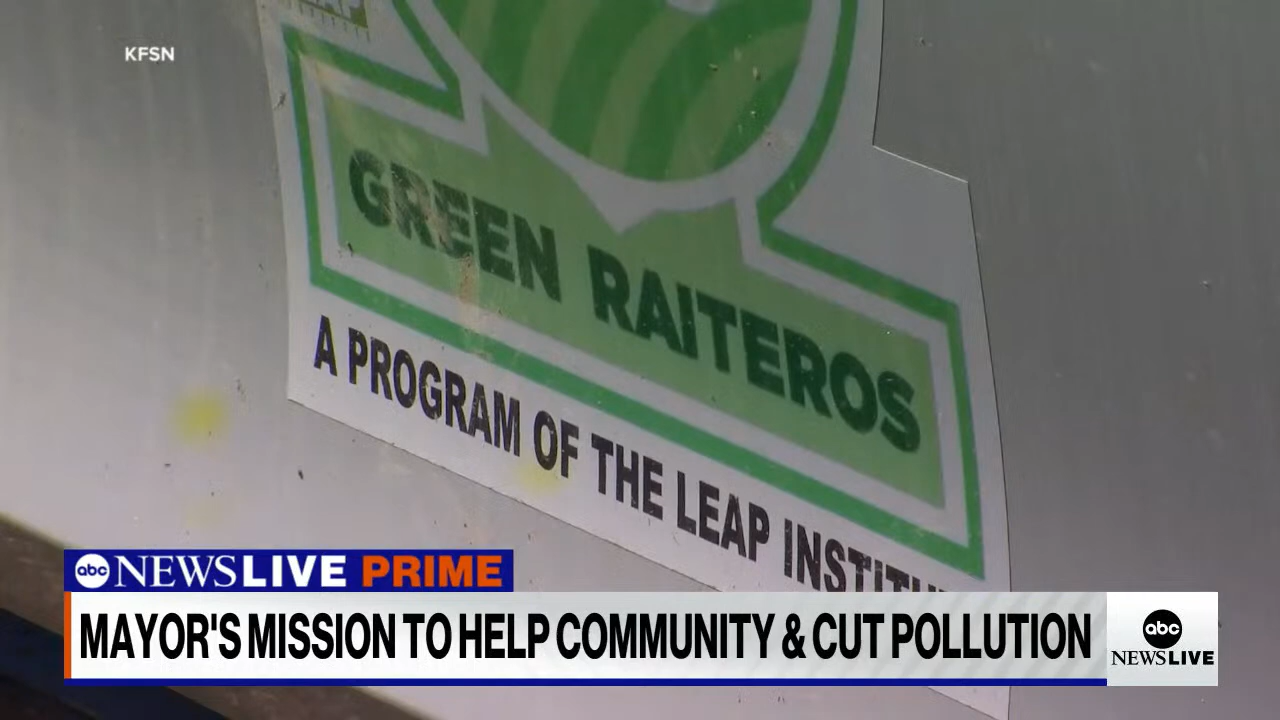 KFSN
GREEN RAITEROS
A PROGRAM OF THE LEAP
abc NEWS LIVE PRIME
MAYOR'S MISSION TO HELP COMMUNITY & CUT POLLUTION
abc
NEWS LIVE